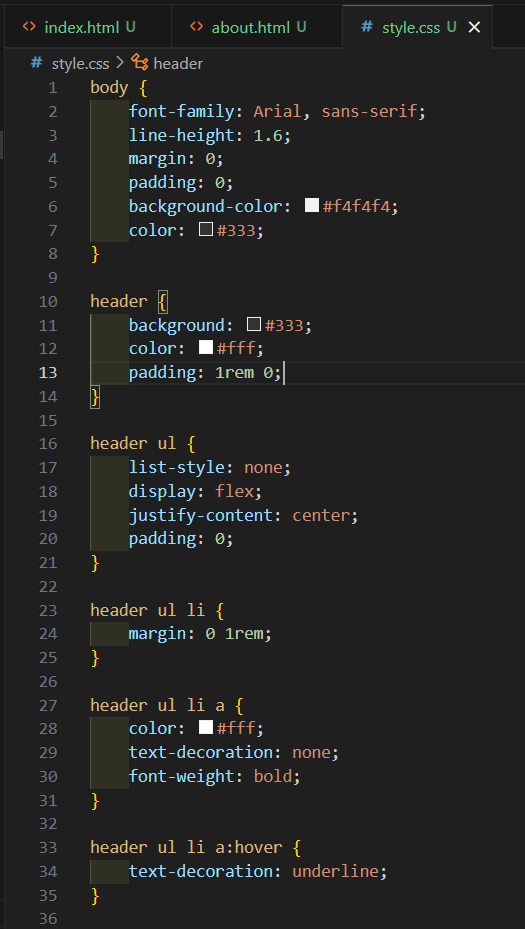 <> index.html U <> about.html U # style.css U ×
# style.css > header
1 body {
2     font-family: Arial, sans-serif;
3     line-height: 1.6;
4     margin: 0;
5     padding: 0;
6     background-color: #f4f4f4;
7     color: #333;
8 }
9
10 header {
11     background: #333;
12     color: #fff;
13     padding: 1rem 0;
14 }
15
16 header ul {
17     list-style: none;
18     display: flex;
19     justify-content: center;
20     padding: 0;
21 }
22
23 header ul li {
24     margin: 0 1rem;
25 }
26
27 header ul li a {
28     color: #fff;
29     text-decoration: none;
30     font-weight: bold;
31 }
32
33 header ul li a:hover {
34     text-decoration: underline;
35 }
36